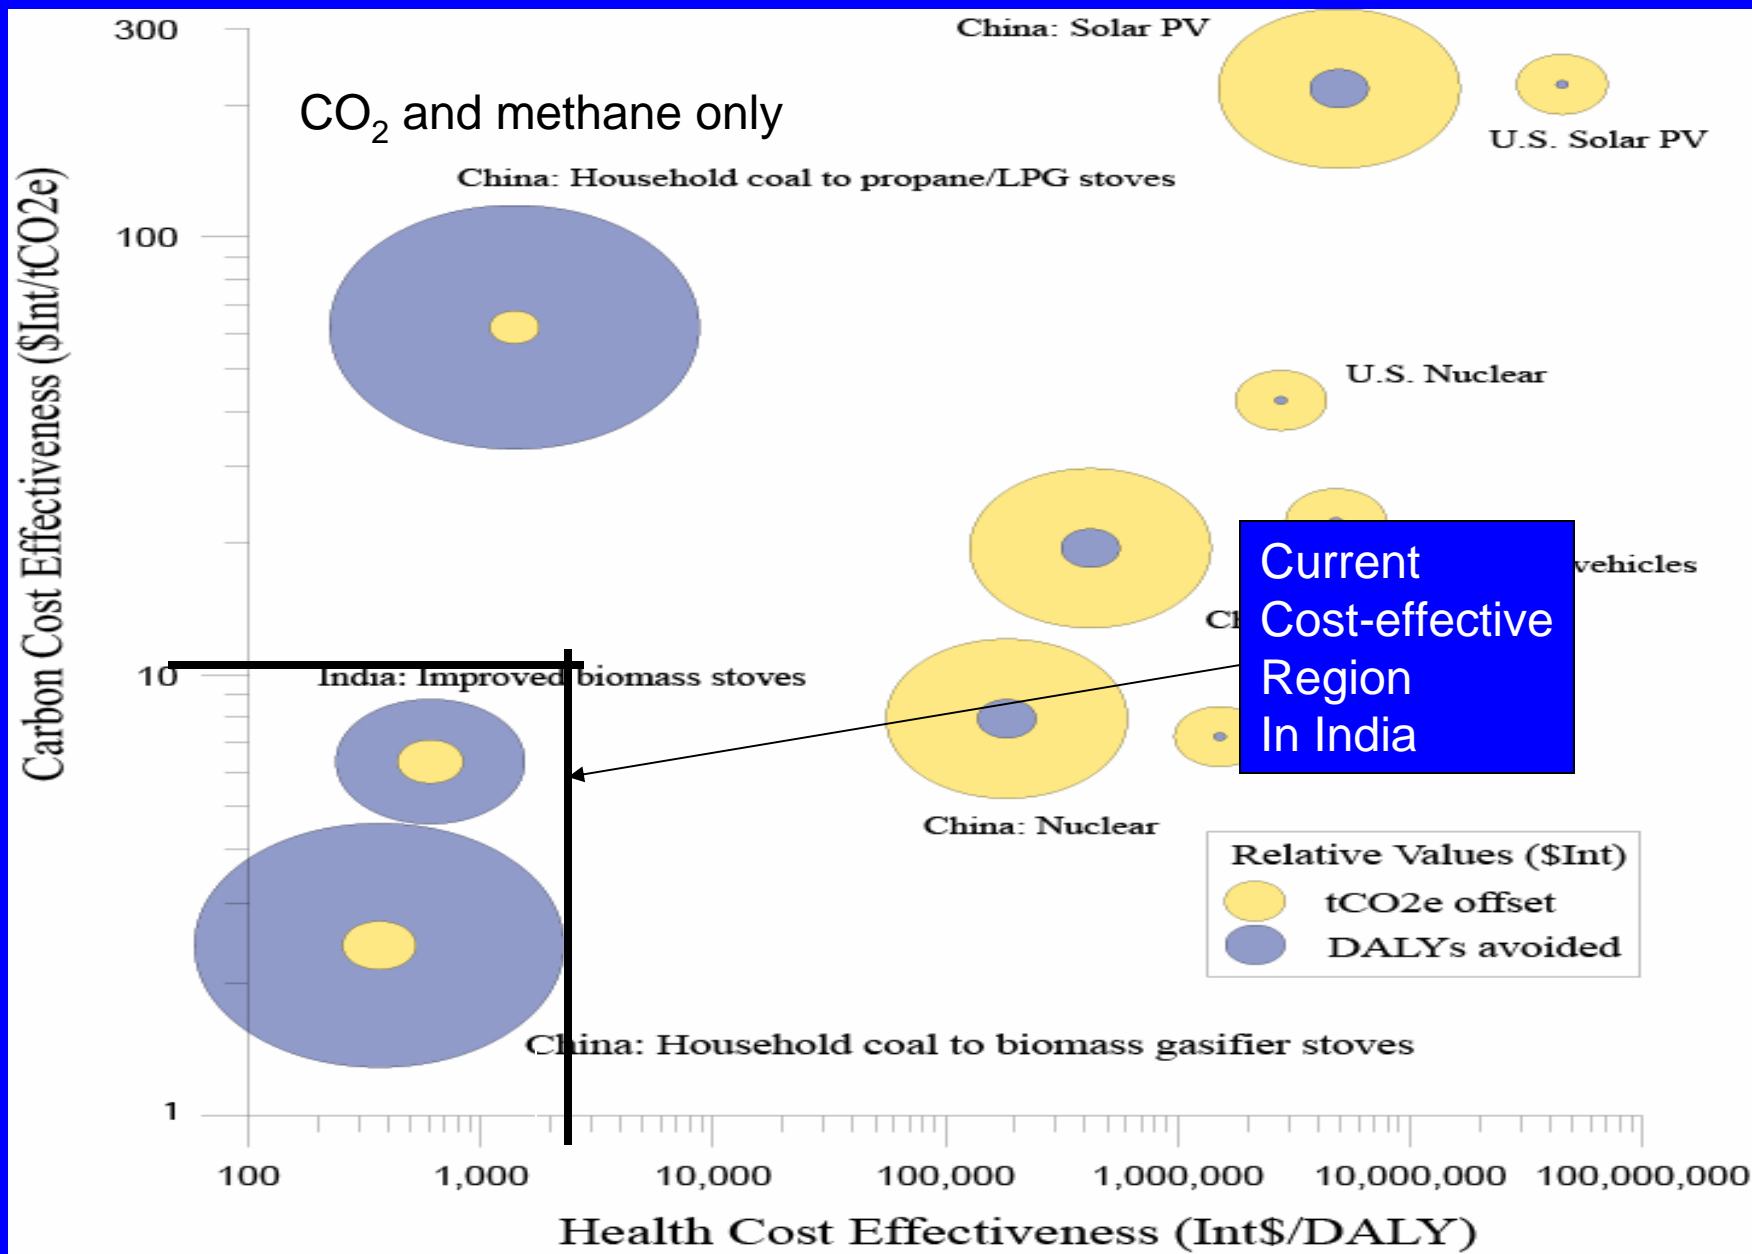 300
China: Solar PV
CO2 and methane only
U.S. Solar PV
China: Household coal to propane/LPG stoves
100
Carbon Cost Effectiveness ($Int/tCO2e)
U.S. Nuclear
vehicles
Current
Cost-effective
Region
In India
10
India: Improved biomass stoves
China: Nuclear
Relative Values ($Int)
tCO2e offset
DALYs avoided
China: Household coal to biomass gasifier stoves
1
100 1,000 10,000 100,000 1,000,000 10,000,000 100,000,000
Health Cost Effectiveness (Int$/DALY)